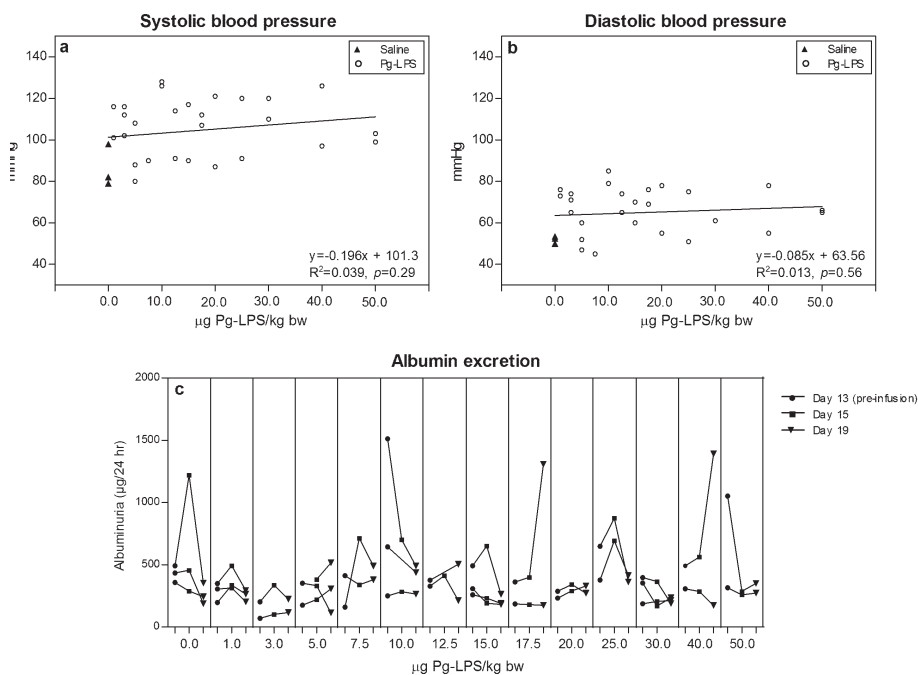 Systolic blood pressure
a
Saline
Pg-LPS
mmHg
140
120
100
80
60
40
y=-0.196x + 101.3
R²=0.039, p=0.29
0.0 10.0 20.0 30.0 40.0 50.0
µg Pg-LPS/kg bw
Diastolic blood pressure
b
Saline
Pg-LPS
mmHg
140
120
100
80
60
40
y=-0.085x + 63.56
R²=0.013, p=0.56
0.0 10.0 20.0 30.0 40.0 50.0
µg Pg-LPS/kg bw
Albumin excretion
c
Albuminuria (µg/24 hr)
2000
1500
1000
500
0
0.0 1.0 3.0 5.0 7.5 10.0 12.5 15.0 17.5 20.0 25.0 30.0 40.0 50.0
µg Pg-LPS/kg bw
Day 13 (pre-infusion)
Day 15
Day 19